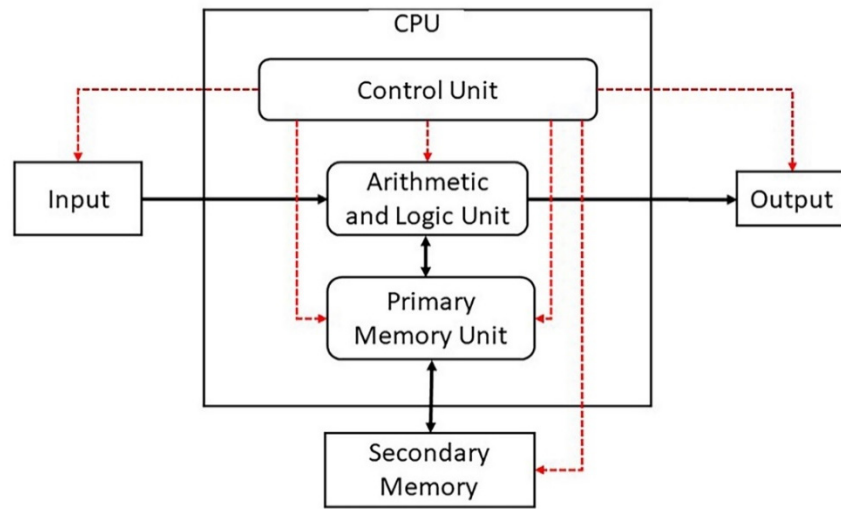 CPU
Control Unit
Input
Arithmetic
and Logic Unit
Output
Primary
Memory Unit
Secondary
Memory